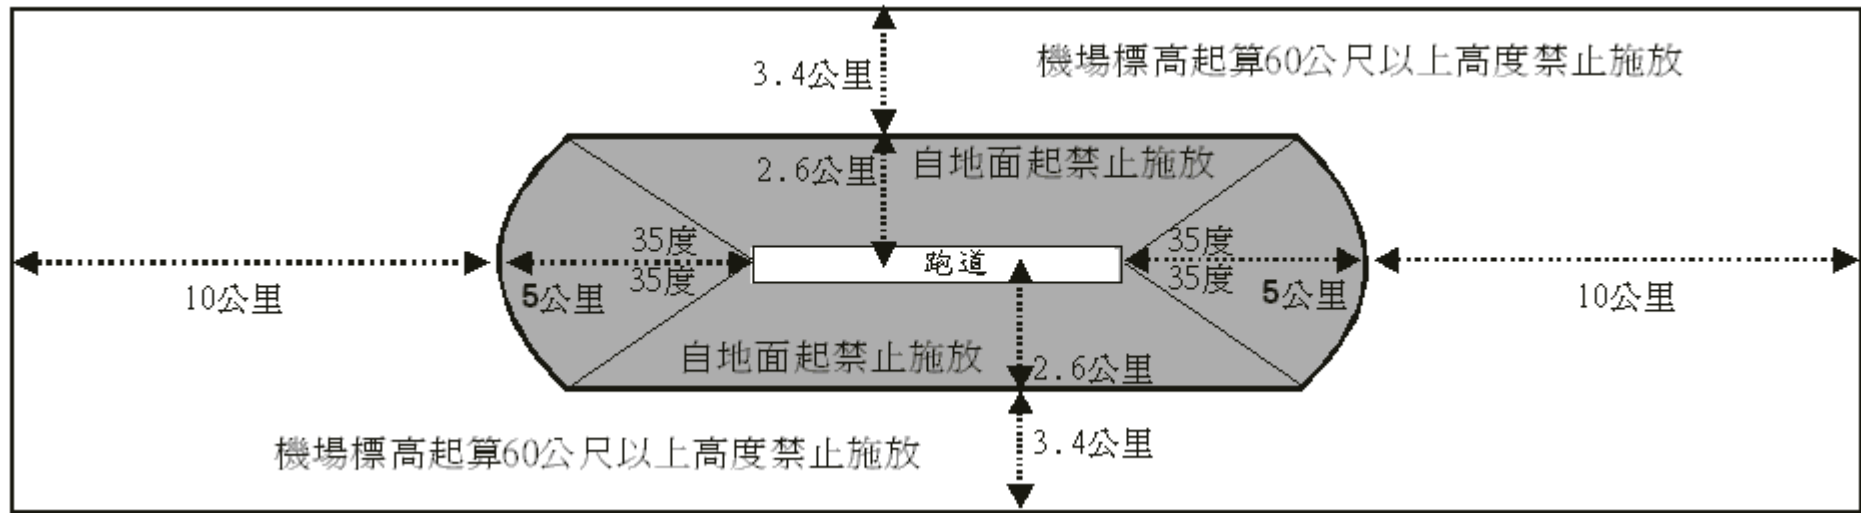 3.4公里
機場標高起算60公尺以上高度禁止施放
2.6公里
自地面起禁止施放
35度
35度
跑道
35度
35度
10公里
5公里
5公里
10公里
自地面起禁止施放
2.6公里
機場標高起算60公尺以上高度禁止施放
3.4公里